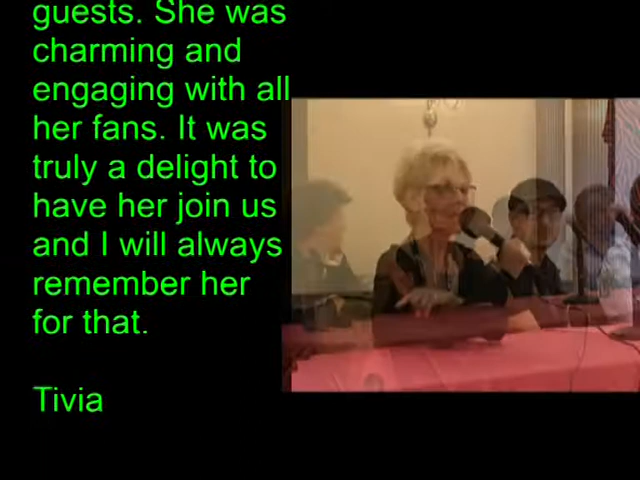 guests. She was
charming and
engaging with all
her fans. It was
truly a delight to
have her join us
and I will always
remember her
for that.
Tivia